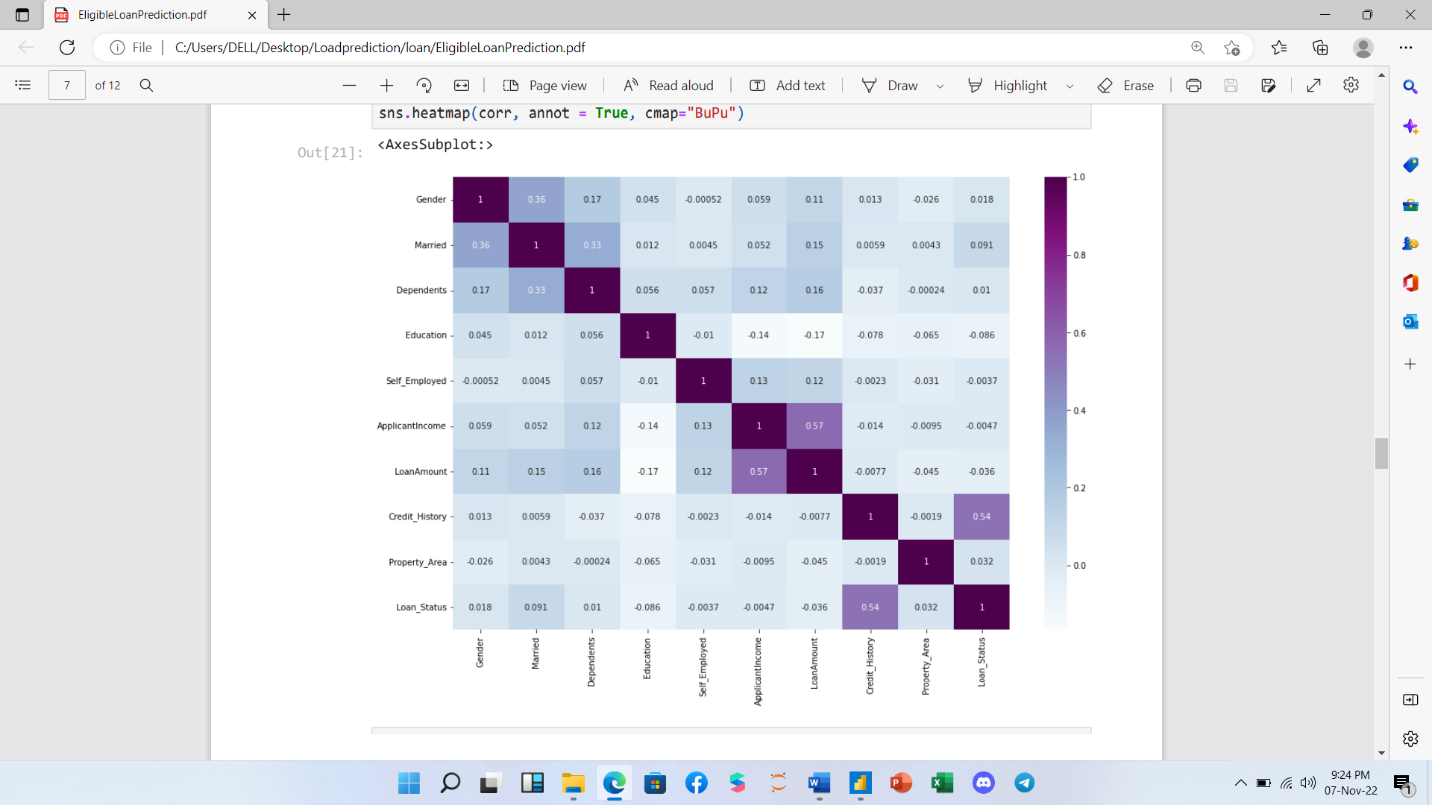 EligibleLoanPrediction.pdf
File C:/Users/DELL/Desktop/Loadprediction/loan/EligibleLoanPrediction.pdf
7 of 12 Page view Read aloud Add text Draw Highlight Erase
sns.heatmap(corr, annot = True, cmap="BuPu")
Out[21]: <AxesSubplot:>
Gender 1 0.36 0.17 0.045 -0.00052 0.059 0.11 0.013 -0.026 0.018
Married 0.36 1 0.33 0.012 0.0045 0.052 0.15 0.0059 0.0043 0.091
Dependents 0.17 0.33 1 0.056 0.057 0.12 0.16 -0.037 -0.00024 0.01
Education 0.045 0.012 0.056 1 -0.01 -0.14 -0.17 -0.078 -0.065 -0.086
Self_Employed -0.00052 0.0045 0.057 -0.01 1 0.13 0.12 -0.0023 -0.031 -0.0037
ApplicantIncome 0.059 0.052 0.12 -0.14 0.13 1 0.57 -0.014 -0.0095 -0.0047
LoanAmount 0.11 0.15 0.16 -0.17 0.12 0.57 1 -0.0077 -0.045 -0.036
Credit_History 0.013 0.0059 -0.037 -0.078 -0.0023 -0.014 -0.0077 1 -0.0019 0.54
Property_Area -0.026 0.0043 -0.00024 -0.065 -0.031 -0.0095 -0.045 -0.0019 1 0.032
Loan_Status 0.018 0.091 0.01 -0.086 -0.0037 -0.0047 -0.036 0.54 0.032 1
Gender Married Dependents Education Self_Employed ApplicantIncome LoanAmount Credit_History Property_Area Loan_Status
1.0
0.8
0.6
0.4
0.2
0.0
9:24 PM
07-Nov-22
1